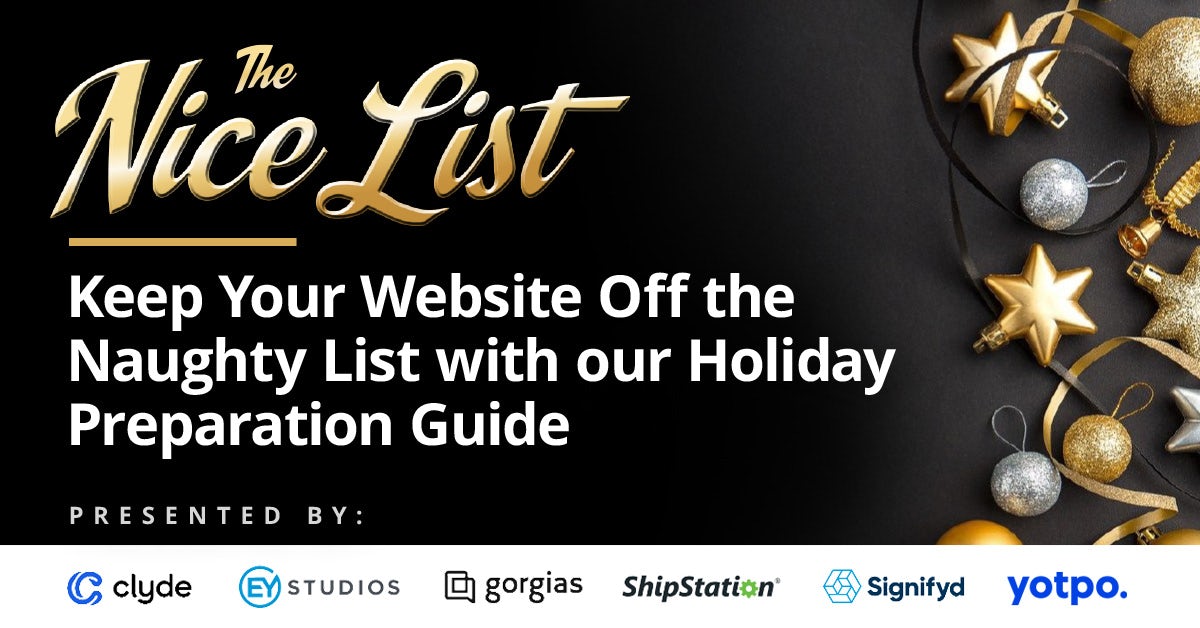 The
Nice List
Keep Your Website Off the
Naughty List with our Holiday
Preparation Guide
PRESENTED BY:
clyde EY STUDIOS gorgias ShipStation® Signifyd yotpo.